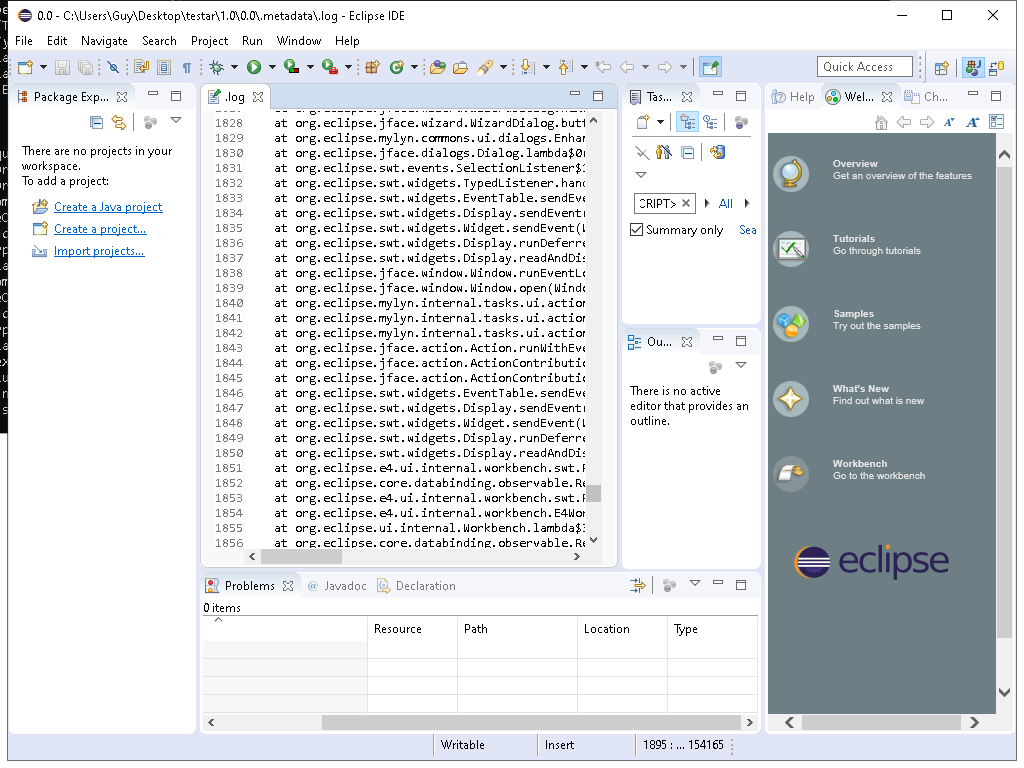 0.0 - C:\Users\Guy\Desktop\testar\1.0\0.0\.metadata\.log - Eclipse IDE
File Edit Navigate Search Project Run Window Help
Quick Access
Package Exp...
There are no projects in your
workspace.
To add a project:
Create a Java project
Create a project...
Import projects...
.log
1828 at org.eclipse.jface.wizard.WizardDialog.butt
1829 at org.eclipse.mylyn.commons.ui.dialogs.Enhan
1830 at org.eclipse.jface.dialogs.Dialog.lambda$0(
1831 at org.eclipse.swt.events.SelectionListener$1
1832 at org.eclipse.swt.widgets.TypedListener.hand
1833 at org.eclipse.swt.widgets.EventTable.sendEve
1834 at org.eclipse.swt.widgets.Display.sendEvent(
1835 at org.eclipse.swt.widgets.Widget.sendEvent(W
1836 at org.eclipse.swt.widgets.Display.runDeferre
1837 at org.eclipse.swt.widgets.Display.readAndDis
1838 at org.eclipse.jface.window.Window.runEventLo
1839 at org.eclipse.jface.window.Window.open(Windo
1840 at org.eclipse.mylyn.internal.tasks.ui.action
1841 at org.eclipse.mylyn.internal.tasks.ui.action
1842 at org.eclipse.mylyn.internal.tasks.ui.action
1843 at org.eclipse.jface.action.Action.runWithEve
1844 at org.eclipse.jface.action.ActionContributio
1845 at org.eclipse.jface.action.ActionContributio
1846 at org.eclipse.swt.widgets.EventTable.sendEve
1847 at org.eclipse.swt.widgets.Display.sendEvent(
1848 at org.eclipse.swt.widgets.Widget.sendEvent(W
1849 at org.eclipse.swt.widgets.Display.runDeferre
1850 at org.eclipse.swt.widgets.Display.readAndDis
1851 at org.eclipse.e4.ui.internal.workbench.swt.P
1852 at org.eclipse.core.databinding.observable.Re
1853 at org.eclipse.e4.ui.internal.workbench.swt.P
1854 at org.eclipse.e4.ui.internal.workbench.E4Wor
1855 at org.eclipse.ui.internal.Workbench.lambda$3
1856 at org.eclipse.core.databinding.observable.Re
Tas...
CRIPT> All
Summary only Sea
Ou...
There is no active
editor that provides an
outline.
Help Wel... Ch...
Overview
Get an overview of the features
Tutorials
Go through tutorials
Samples
Try out the samples
What's New
Find out what is new
Workbench
Go to the workbench
eclipse
Problems Javadoc Declaration
0 items
Resource Path Location Type
Writable Insert 1895 : ... 154165